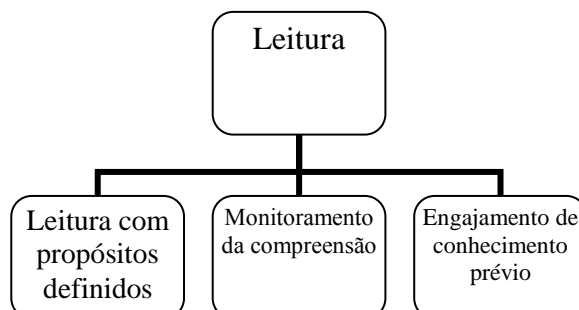 Leitura
Leitura com
propósitos
definidos
Monitoramento
da compreensão
Engajamento de
conhecimento
prévio